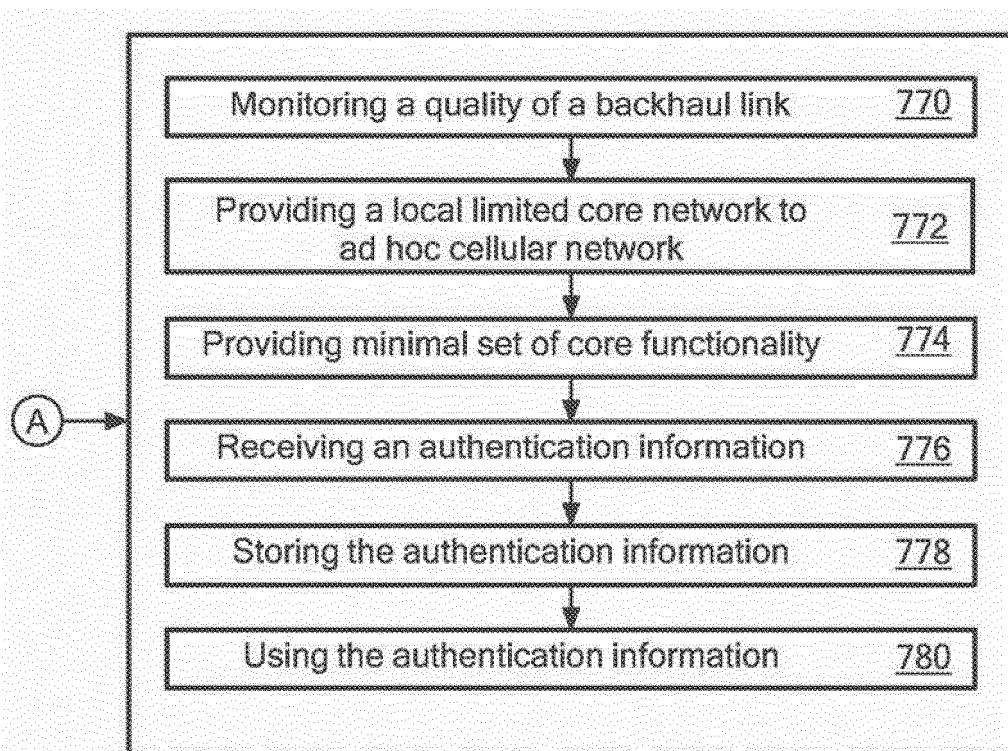 Monitoring a quality of a backhaul link 770
Providing a local limited core network to
ad hoc cellular network 772
Providing minimal set of core functionality 774
A
Receiving an authentication information 776
Storing the authentication information 778
Using the authentication information 780